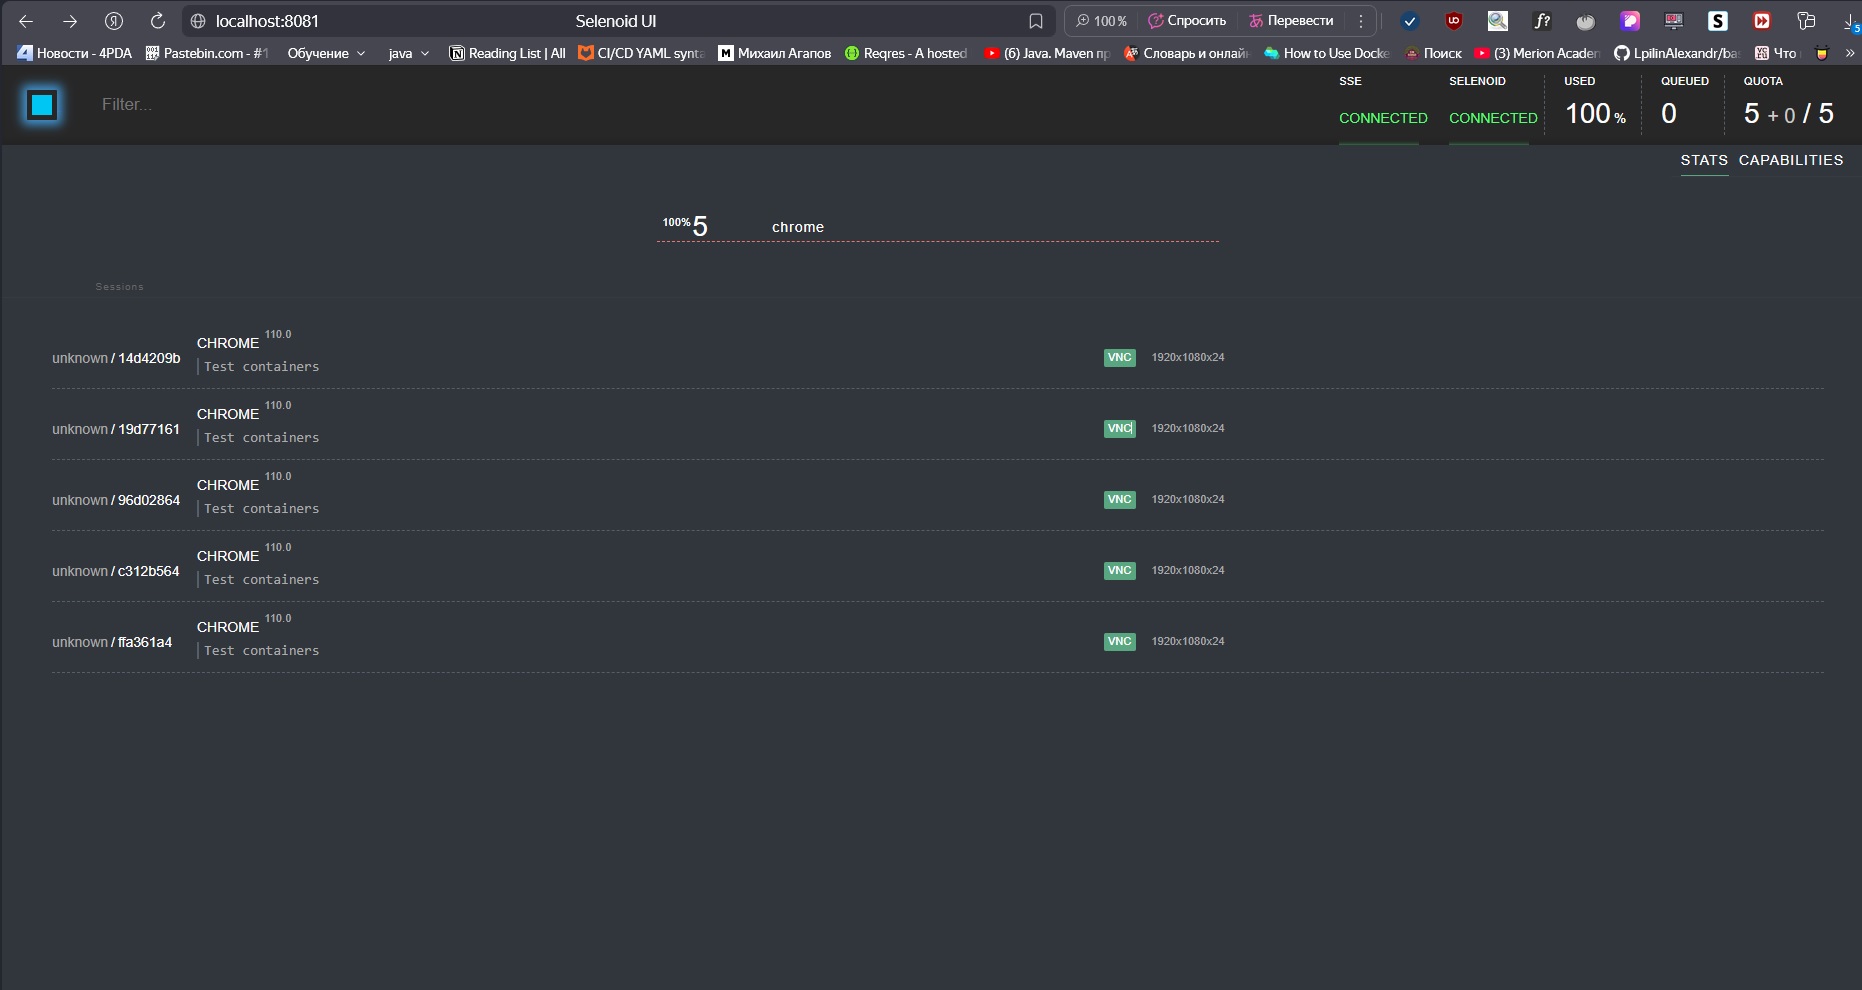 localhost:8081 Selenoid UI 100 % Спросить Перевести
Новости - 4PDA Pastebin.com - #1 Обучение java Reading List | All CI/CD YAML synta Михаил Агапов Reqres - A hosted (6) Java. Maven пр Словарь и онлайн How to Use Docke Поиск (3) Merion Academ LpilinAlexandr/ba Что
Filter...
SSE SELENOID USED QUEUED QUOTA
CONNECTED CONNECTED 100 % 0 5 + 0 / 5
STATS CAPABILITIES
100% 5 chrome
Sessions
unknown / 14d4209b CHROME 110.0 VNC 1920x1080x24
Test containers
unknown / 19d77161 CHROME 110.0 VNC 1920x1080x24
Test containers
unknown / 96d02864 CHROME 110.0 VNC 1920x1080x24
Test containers
unknown / c312b564 CHROME 110.0 VNC 1920x1080x24
Test containers
unknown / ffa361a4 CHROME 110.0 VNC 1920x1080x24
Test containers